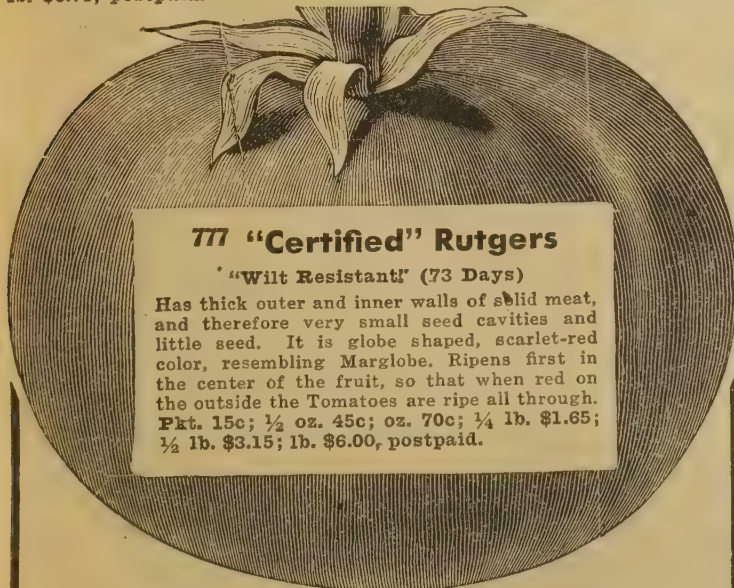 777 "Certified" Rutgers
"Wilt Resistant!" (73 Days)
Has thick outer and inner walls of solid meat,
and therefore very small seed cavities and
little seed. It is globe shaped, scarlet-red
color, resembling Marglobe. Ripens first in
the center of the fruit, so that when red on
the outside the Tomatoes are ripe all through.
Pkt. 15c; ½ oz. 45c; oz. 70c; ¼ lb. $1.65;
½ lb. $3.15; lb. $6.00, postpaid.